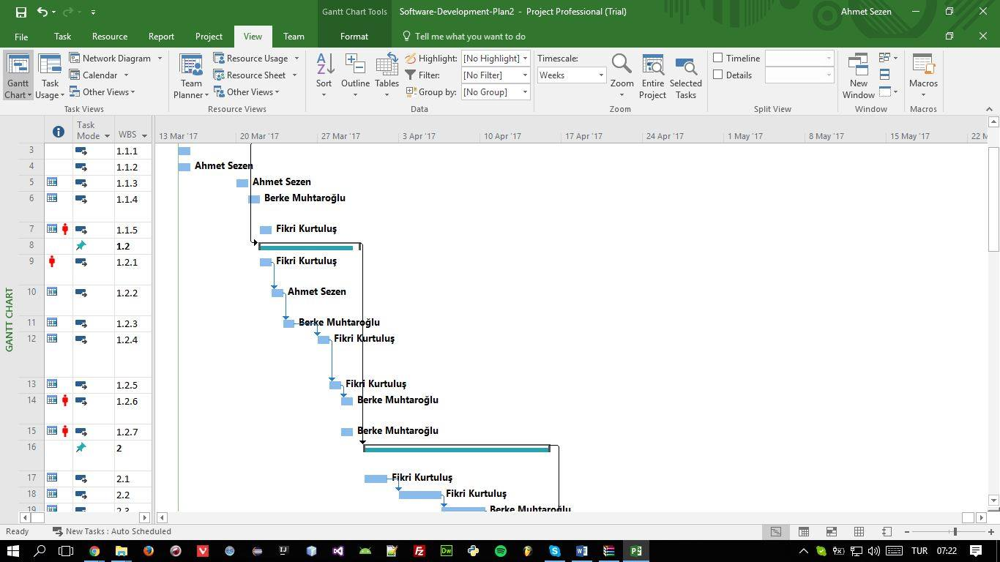 Gantt Chart Tools
Software-Development-Plan2 - Project Professional (Trial)
Ahmet Sezen
File Task Resource Report Project View Team Format Tell me what you want to do
Gantt Chart
Task Usage
Network Diagram
Calendar
Other Views
Task Views
Team Planner
Resource Usage
Resource Sheet
Other Views
Resource Views
Sort
Outline
Tables
Highlight: [No Highlight]
Filter: [No Filter]
Group by: [No Group]
Data
Timescale:
Weeks
Zoom
Entire Project
Selected Tasks
Zoom
Timeline
Details
Split View
New Window
Window
Macros
Macros
Task Mode WBS 13 Mar '17 20 Mar '17 27 Mar '17 3 Apr '17 10 Apr '17 17 Apr '17 24 Apr '17 1 May '17 8 May '17 15 May '17 22 M
GANTT CHART
3 1.1.1
4 1.1.2 Ahmet Sezen
5 1.1.3 Ahmet Sezen
6 1.1.4 Berke Muhtaroğlu
7 1.1.5 Fikri Kurtuluş
8 1.2
9 1.2.1 Fikri Kurtuluş
10 1.2.2 Ahmet Sezen
11 1.2.3 Berke Muhtaroğlu
12 1.2.4 Fikri Kurtuluş
13 1.2.5 Fikri Kurtuluş
14 1.2.6 Berke Muhtaroğlu
15 1.2.7 Berke Muhtaroğlu
16 2
17 2.1 Fikri Kurtuluş
18 2.2 Fikri Kurtuluş
19 2.3 Berke Muhtaroğlu
Ready New Tasks : Auto Scheduled
TUR 07:22